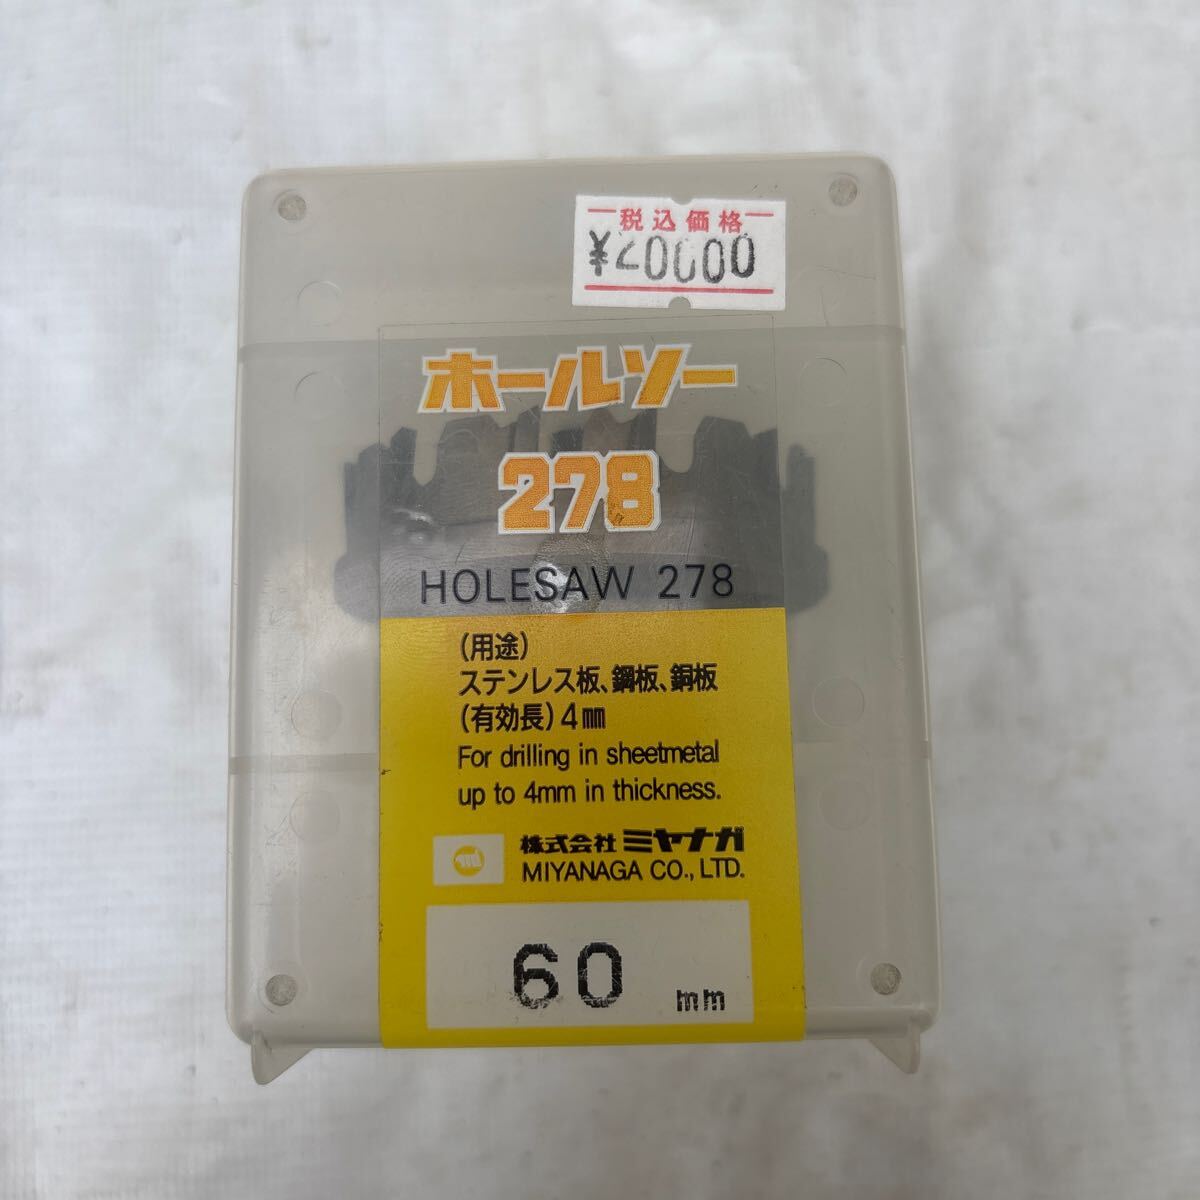 税込価格
¥20000
ホールソー
278
HOLESAW 278
(用途)
ステンレス板、鋼板、銅板
(有効長)4mm
For drilling in sheetmetal
up to 4mm in thickness.
株式会社ミヤナガ
MIYANAGA CO., LTD.
60 mm